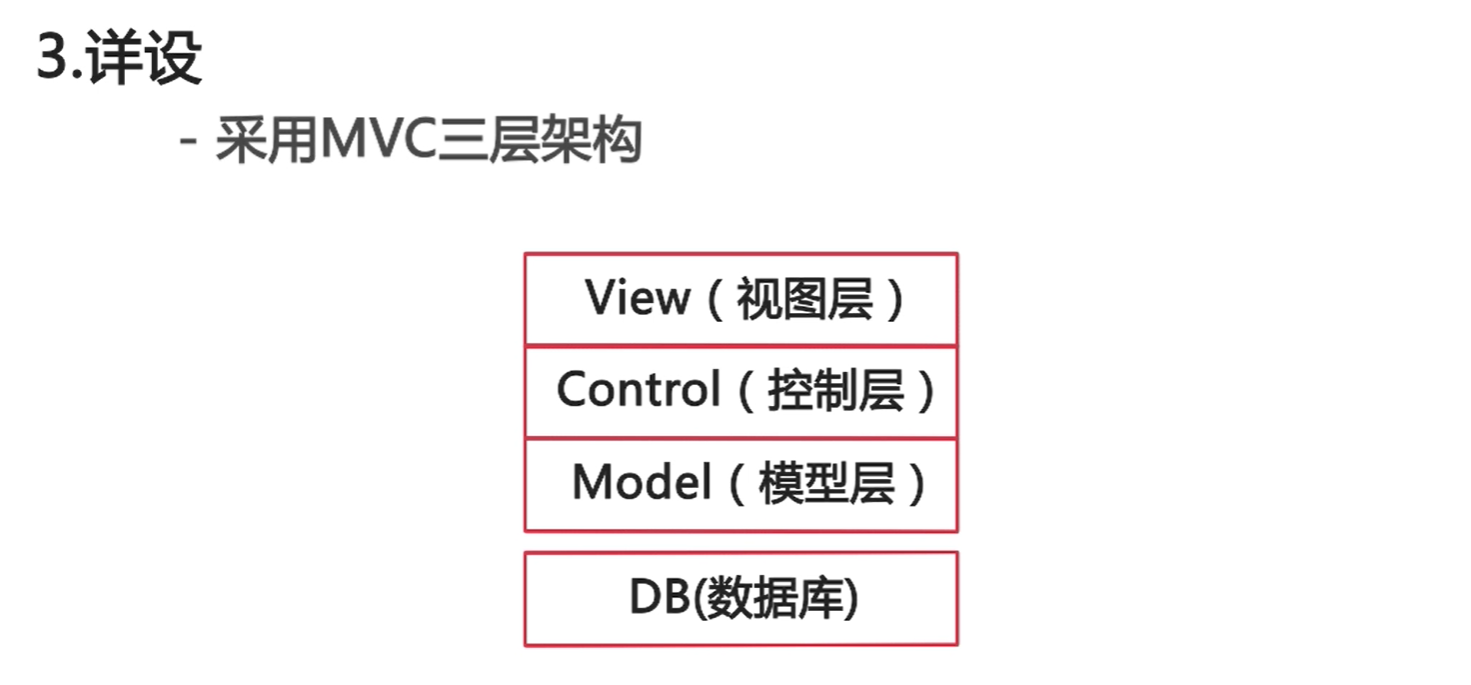 3.详设
- 采用MVC三层架构
View（视图层）
Control（控制层）
Model（模型层）
DB(数据库)